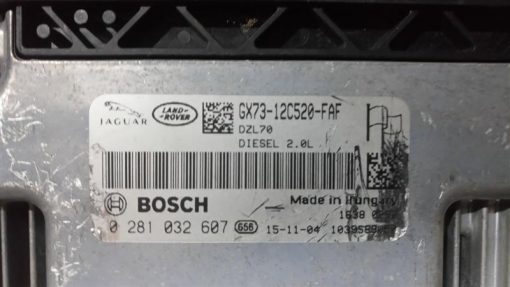 JAGUAR
LAND-
ROVER
GX73-12C520-FAF
DZL70
DIESEL 2.0L
BOSCH
Made in Hungary
0 281 032 607
G5B
15-11-04